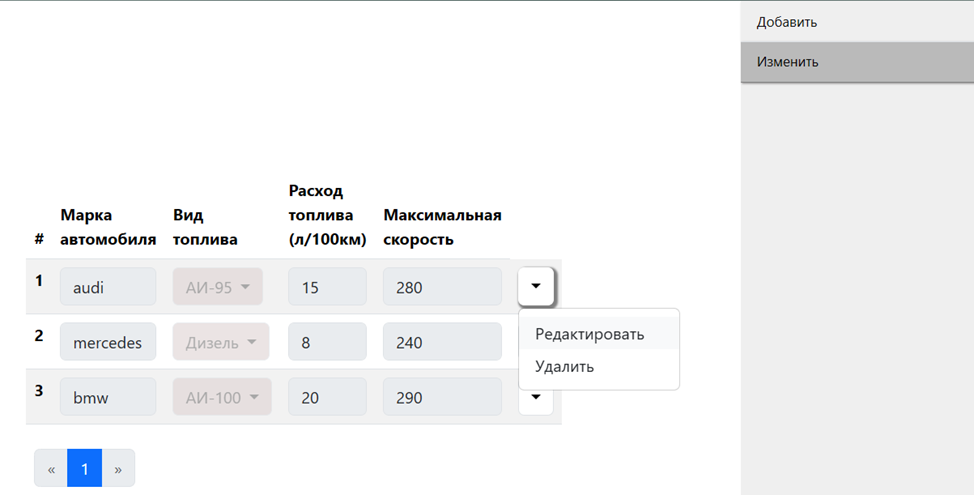 Добавить
Изменить
Расход
Марка Вид топлива Максимальная
# автомобиля топлива (л/100км) скорость
1 audi АИ-95 15 280
Редактировать
2 mercedes Дизель 8 240
Удалить
3 bmw АИ-100 20 290
« 1 »